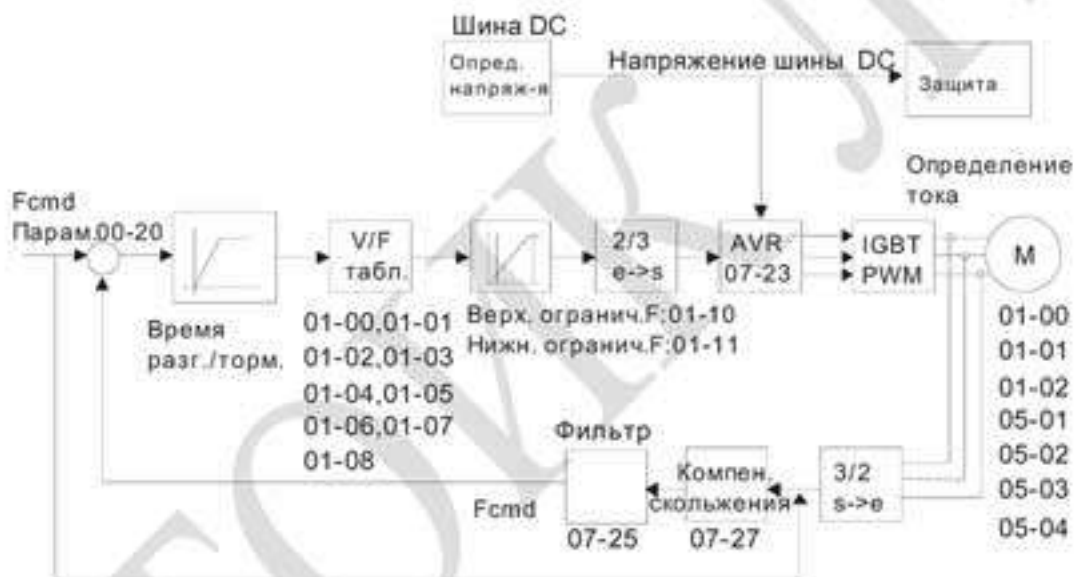 Шина DC
Опред.
напряж-я
Напряжение шины DC
Защита
Определение
тока
Fcmd
Парам.00-20
V/F
табл.
2/3
e->s
AVR
07-23
IGBT
PWM
M
Время
разг./торм.
01-00,01-01
01-02,01-03
01-04,01-05
01-06,01-07
01-08
Верх. огранич.F:01-10
Нижн. огранич.F:01-11
01-00
01-01
01-02
05-01
05-02
05-03
05-04
Фильтр
Fcmd
07-25
Компен.
скольжения
07-27
3/2
s->e